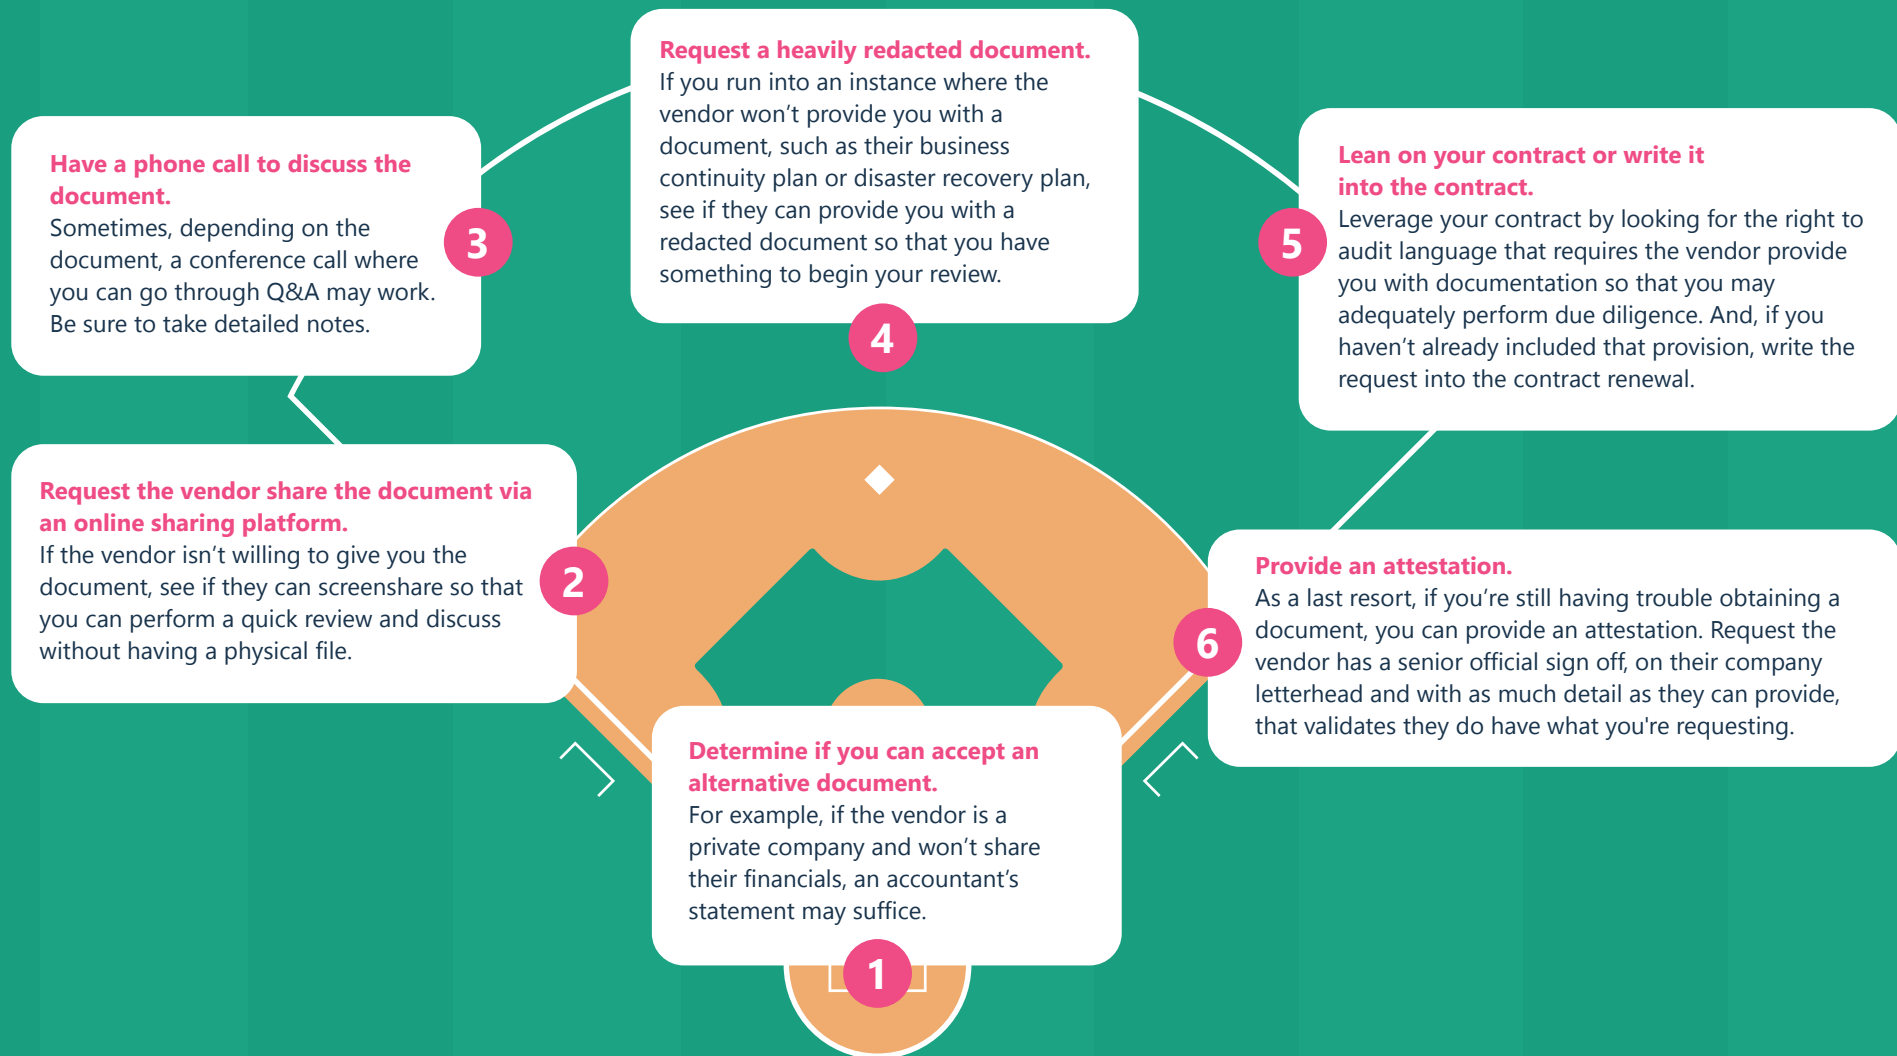 Determine if you can accept an
alternative document.
For example, if the vendor is a
private company and won’t share
their financials, an accountant’s
statement may suffice.
1
Request the vendor share the document via
an online sharing platform.
If the vendor isn’t willing to give you the
document, see if they can screenshare so that
you can perform a quick review and discuss
without having a physical file.
2
Have a phone call to discuss the
document.
Sometimes, depending on the
document, a conference call where
you can go through Q&A may work.
Be sure to take detailed notes.
3
Request a heavily redacted document.
If you run into an instance where the
vendor won’t provide you with a
document, such as their business
continuity plan or disaster recovery plan,
see if they can provide you with a
redacted document so that you have
something to begin your review.
4
Lean on your contract or write it
into the contract.
Leverage your contract by looking for the right to
audit language that requires the vendor provide
you with documentation so that you may
adequately perform due diligence. And, if you
haven’t already included that provision, write the
request into the contract renewal.
5
Provide an attestation.
As a last resort, if you’re still having trouble obtaining a
document, you can provide an attestation. Request the
vendor has a senior official sign off, on their company
letterhead and with as much detail as they can provide,
that validates they do have what you're requesting.
6